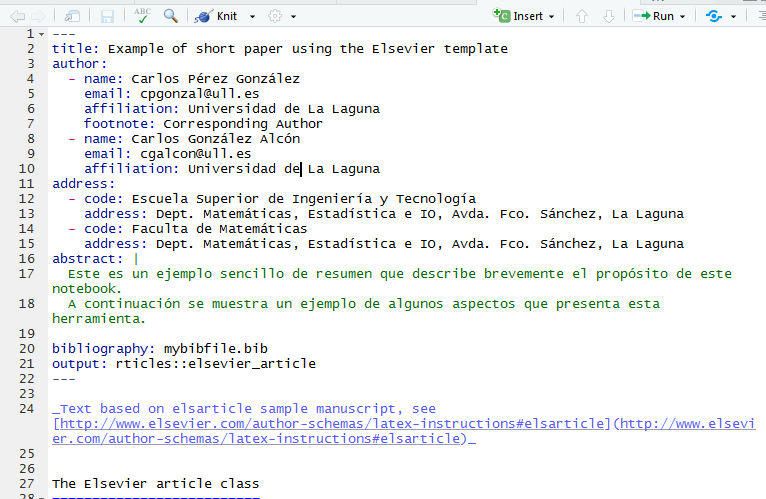 ABC
Knit
Insert
Run
1 ---
2 title: Example of short paper using the Elsevier template
3 author:
4   - name: Carlos Pérez González
5     email: cpgonzal@ull.es
6     affiliation: Universidad de La Laguna
7     footnote: Corresponding Author
8   - name: Carlos González Alcón
9     email: cgalcon@ull.es
10     affiliation: Universidad de La Laguna
11 address:
12   - code: Escuela Superior de Ingeniería y Tecnología
13     address: Dept. Matemáticas, Estadística e IO, Avda. Fco. Sánchez, La Laguna
14   - code: Faculta de Matemáticas
15     address: Dept. Matemáticas, Estadística e IO, Avda. Fco. Sánchez, La Laguna
16 abstract: |
17   Este es un ejemplo sencillo de resumen que describe brevemente el propósito de este
notebook.
18   A continuación se muestra un ejemplo de algunos aspectos que presenta esta
herramienta.
19
20 bibliography: mybibfile.bib
21 output: rticles::elsevier_article
22 ---
23
24 _Text based on elsarticle sample manuscript, see
[http://www.elsevier.com/author-schemas/latex-instructions#elsarticle](http://www.elsevi
er.com/author-schemas/latex-instructions#elsarticle)_
25
26
27 The Elsevier article class
28 ==========================